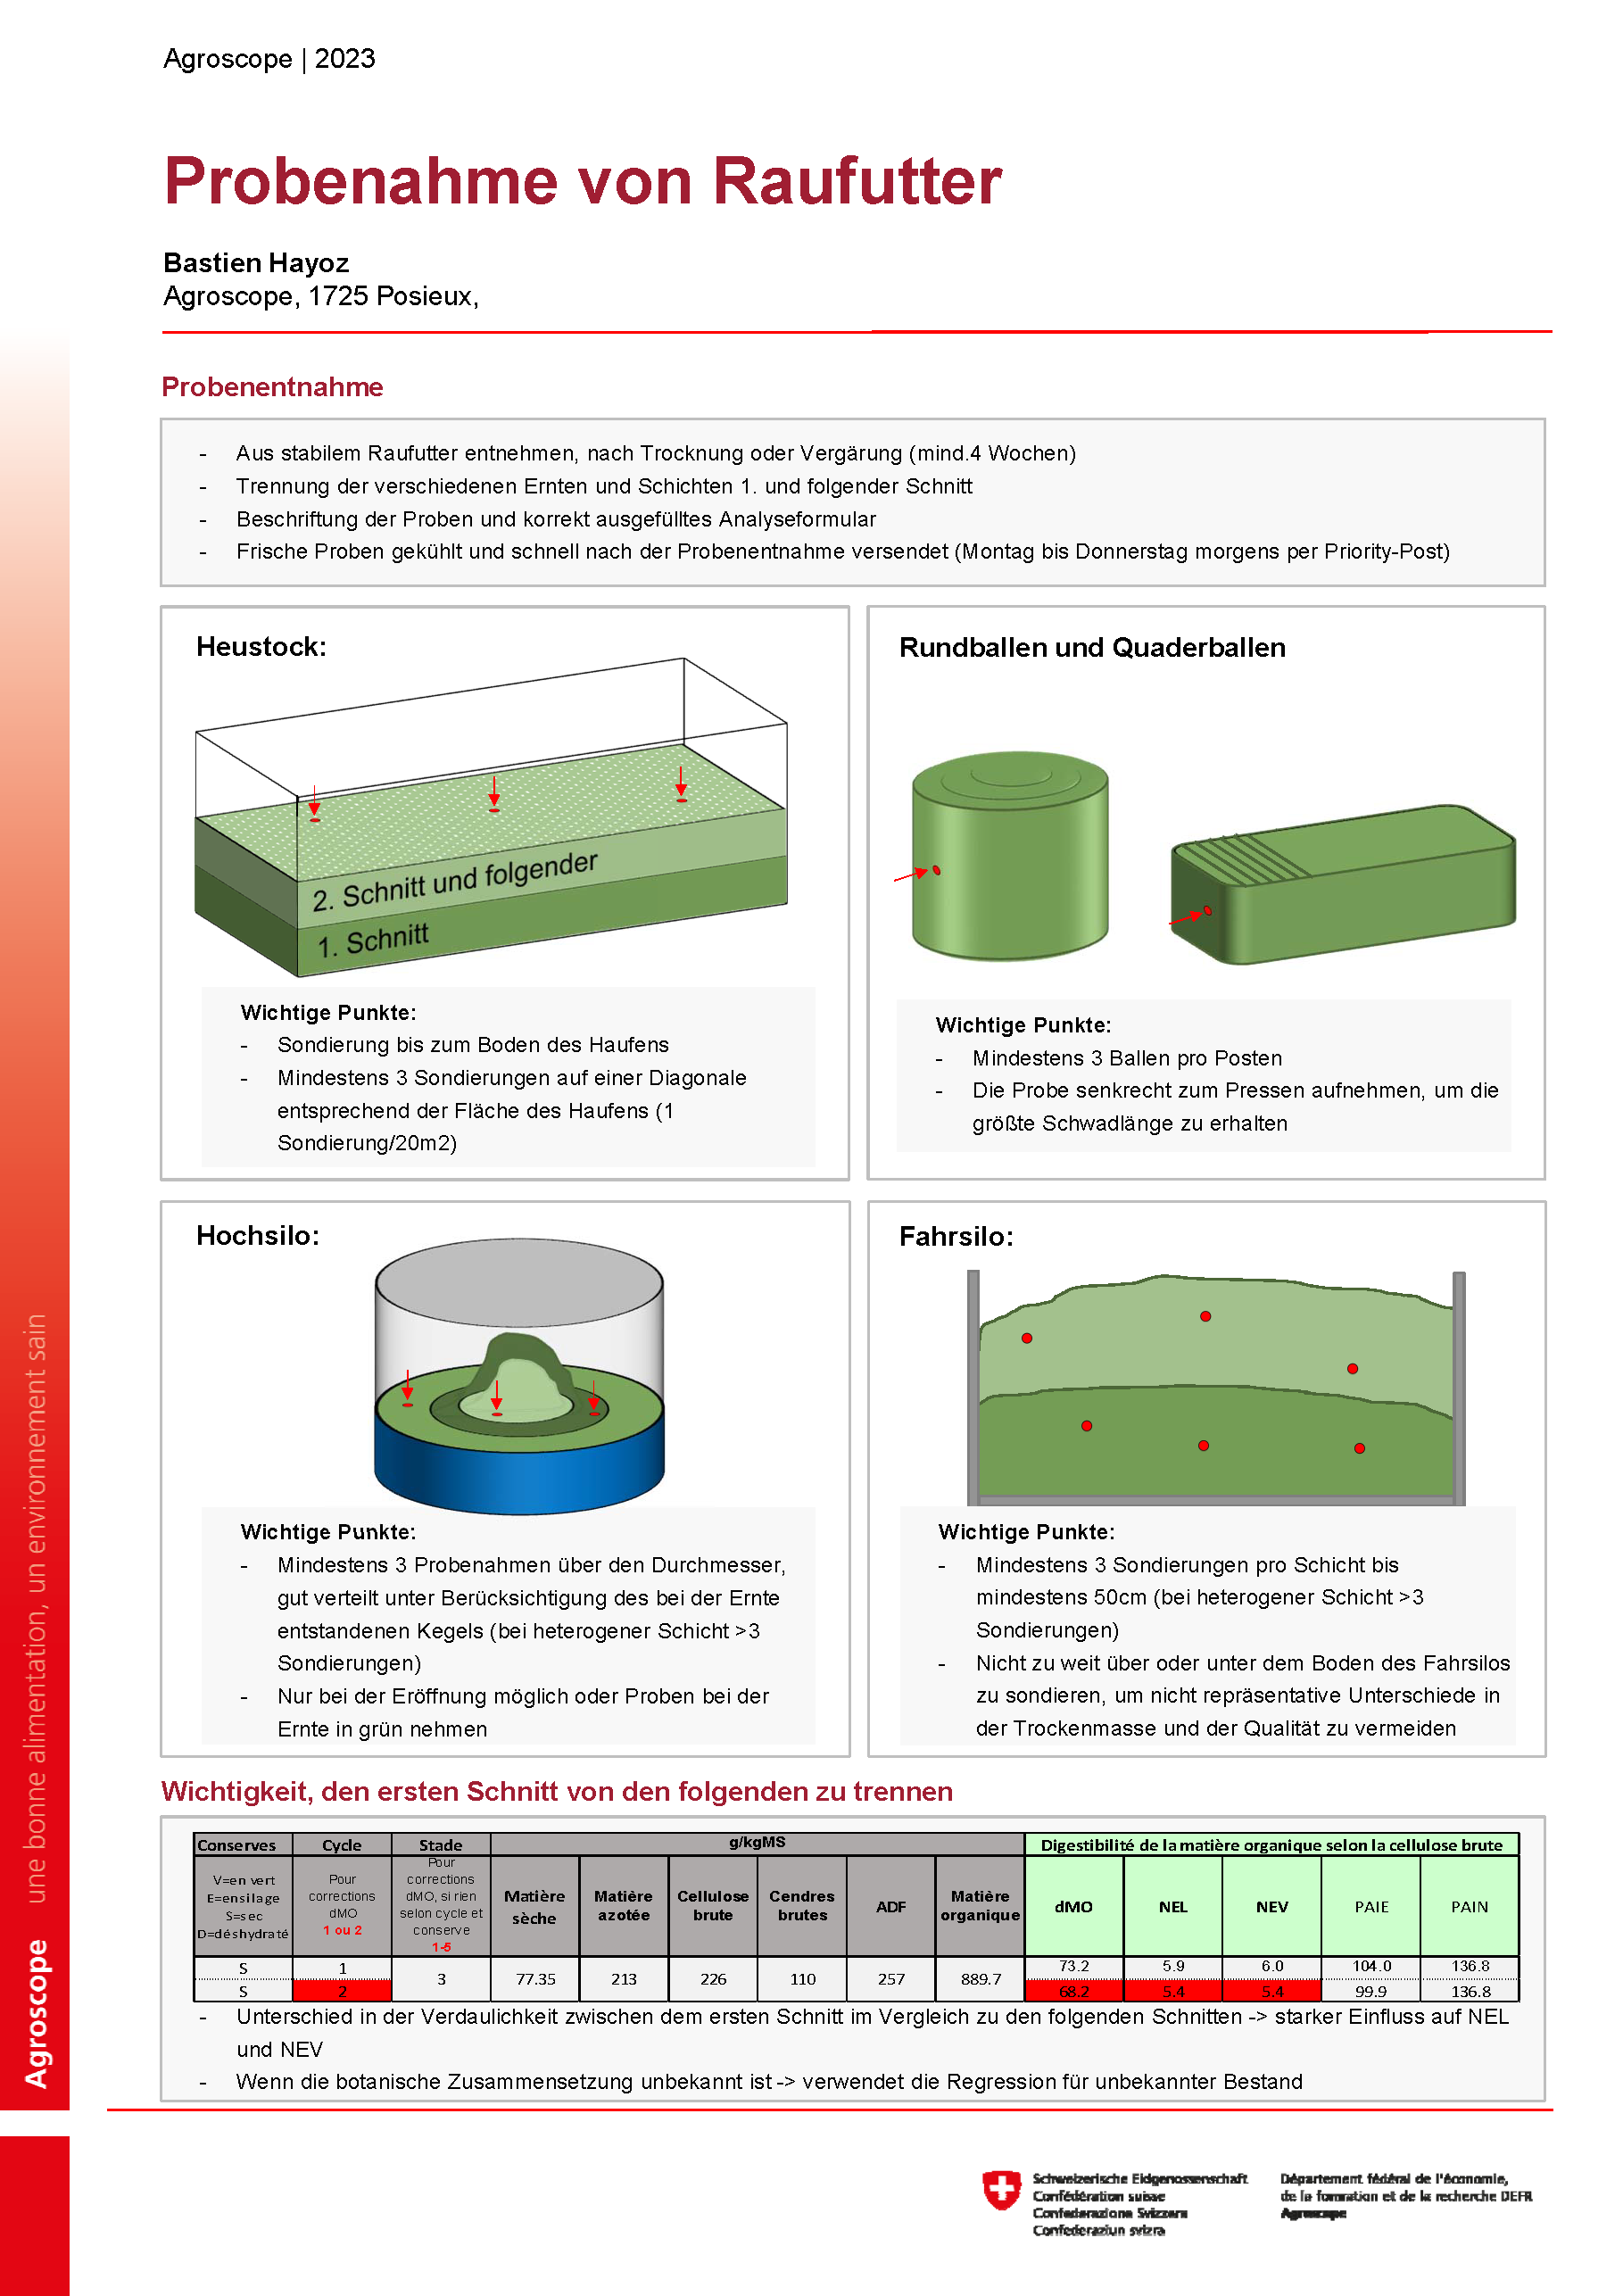 Agroscope | 2023
Probenahme von Raufutter
Bastien Hayoz
Agroscope, 1725 Posieux,
Probenentnahme
- Aus stabilem Raufutter entnehmen, nach Trocknung oder Vergärung (mind.4 Wochen)
- Trennung der verschiedenen Ernten und Schichten 1. und folgender Schnitt
- Beschriftung der Proben und korrekt ausgefülltes Analyseformular
- Frische Proben gekühlt und schnell nach der Probenentnahme versendet (Montag bis Donnerstag morgens per Priority-Post)
Heustock:
2. Schnitt und folgender
1. Schnitt
Wichtige Punkte:
- Sondierung bis zum Boden des Haufens
- Mindestens 3 Sondierungen auf einer Diagonale
entsprechend der Fläche des Haufens (1
Sondierung/20m2)
Rundballen und Quaderballen
Wichtige Punkte:
- Mindestens 3 Ballen pro Posten
- Die Probe senkrecht zum Pressen aufnehmen, um die
größte Schwadlänge zu erhalten
Hochsilo:
Wichtige Punkte:
- Mindestens 3 Probenahmen über den Durchmesser,
gut verteilt unter Berücksichtigung des bei der Ernte
entstandenen Kegels (bei heterogener Schicht >3
Sondierungen)
- Nur bei der Eröffnung möglich oder Proben bei der
Ernte in grün nehmen
Fahrsilo:
Wichtige Punkte:
- Mindestens 3 Sondierungen pro Schicht bis
mindestens 50cm (bei heterogener Schicht >3
Sondierungen)
- Nicht zu weit über oder unter dem Boden des Fahrsilos
zu sondieren, um nicht repräsentative Unterschiede in
der Trockenmasse und der Qualität zu vermeiden
Wichtigkeit, den ersten Schnitt von den folgenden zu trennen
Conserves Cycle Stade g/kgMS Digestibilité de la matière organique selon la cellulose brute
V=en vert
E=ensilage
S=sec
D=déshydraté
Pour
corrections
dMO
1 ou 2
Pour
corrections
dMO, si rien
selon cycle et
conserve
1-5
Matière
sèche
Matière
azotée
Cellulose
brute
Cendres
brutes
ADF
Matière
organique
dMO NEL NEV PAIE PAIN
S 1 3 77.35 213 226 110 257 889.7 73.2 5.9 6.0 104.0 136.8
S 2 68.2 5.4 5.4 99.9 136.8
- Unterschied in der Verdaulichkeit zwischen dem ersten Schnitt im Vergleich zu den folgenden Schnitten -> starker Einfluss auf NEL
und NEV
- Wenn die botanische Zusammensetzung unbekannt ist -> verwendet die Regression für unbekannter Bestand
Agroscope une bonne alimentation, un environnement sain
Schweizerische Eidgenossenschaft
Confédération suisse
Confederazione Svizzera
Confederaziun svizra
Département fédéral de l'économie,
de la formation et de la recherche DEFR
Agroscope